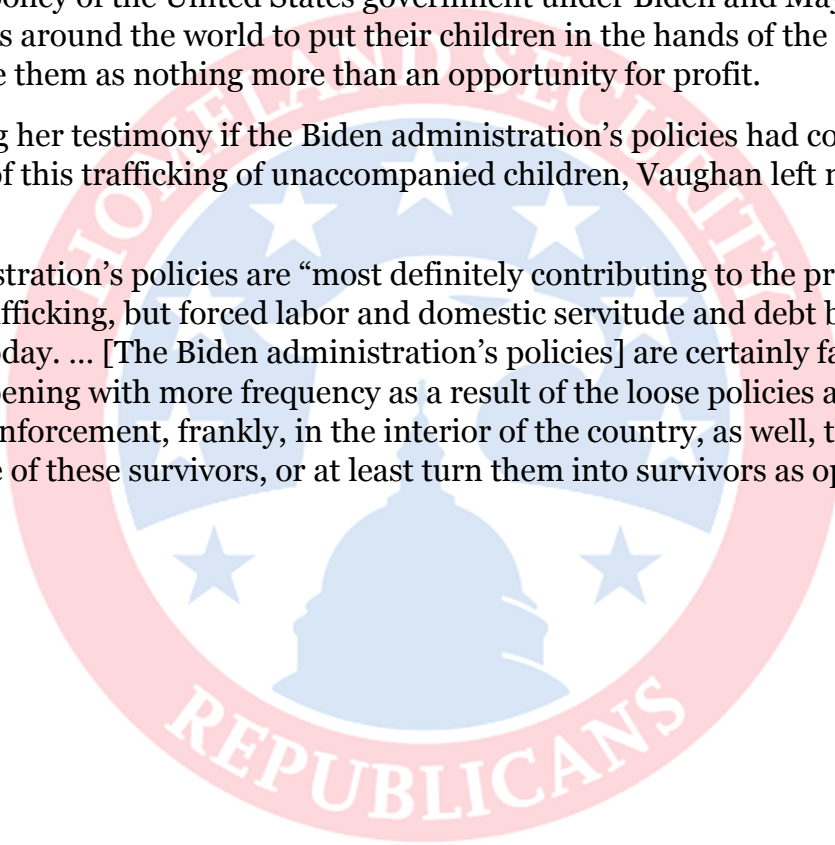 policy of the United States government under Biden and May
s around the world to put their children in the hands of the
e them as nothing more than an opportunity for profit.
g her testimony if the Biden administration’s policies had co
of this trafficking of unaccompanied children, Vaughan left
stration’s policies are “most definitely contributing to the pr
fficking, but forced labor and domestic servitude and debt b
oday. … [The Biden administration’s policies] are certainly fa
pening with more frequency as a result of the loose policies a
nforcement, frankly, in the interior of the country, as well, t
e of these survivors, or at least turn them into survivors as op
HOMELAND SECURITY
REPUBLICANS